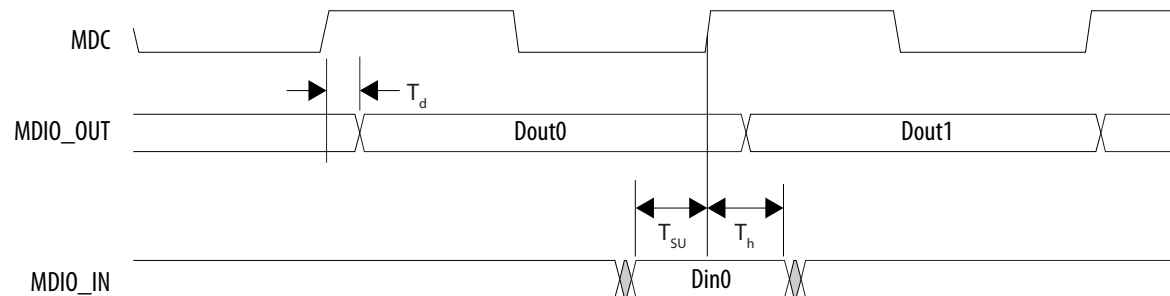 MDC
T_d
MDIO_OUT
Dout0
Dout1
T_SU
T_h
MDIO_IN
Din0